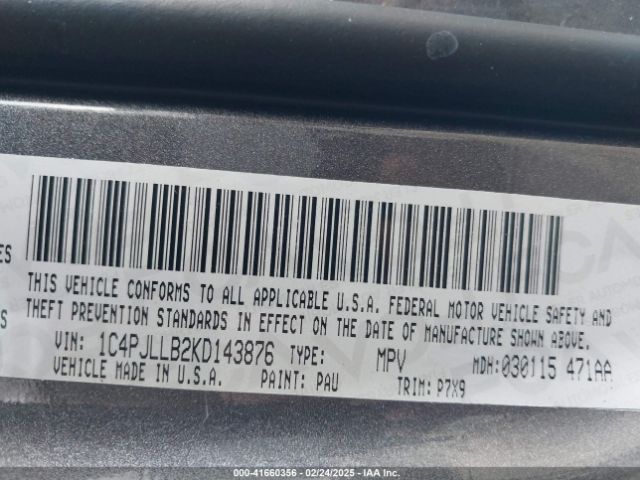 ES
THIS VEHICLE CONFORMS TO ALL APPLICABLE U.S.A. FEDERAL MOTOR VEHICLE SAFETY AND
S THEFT PREVENTION STANDARDS IN EFFECT ON THE DATE OF MANUFACTURE SHOWN ABOVE.
VIN: 1C4PJLLB2KD143876 TYPE: MPV MDH: 030115 471AA
VEHICLE MADE IN U.S.A. PAINT: PAU TRIM: P7X9
000-41660356 - 02/24/2025 - IAA Inc.